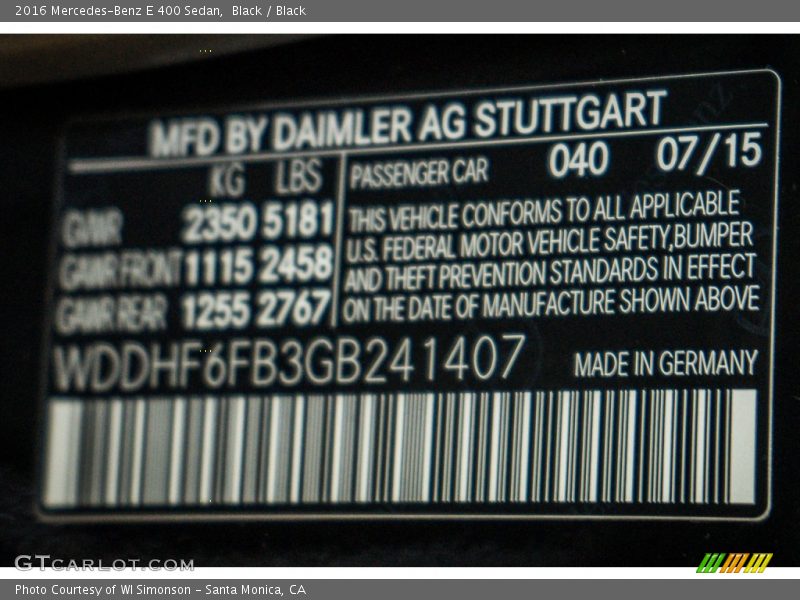 2016 Mercedes-Benz E 400 Sedan, Black / Black
MFD BY DAIMLER AG STUTTGART
KG LBS PASSENGER CAR 040 07/15
GVWR 2350 5181 THIS VEHICLE CONFORMS TO ALL APPLICABLE
U.S. FEDERAL MOTOR VEHICLE SAFETY,BUMPER
GAWR FRONT 1115 2458 AND THEFT PREVENTION STANDARDS IN EFFECT
GAWR REAR 1255 2767 ON THE DATE OF MANUFACTURE SHOWN ABOVE
WDDHF6FB3GB241407 MADE IN GERMANY
GTCARLOT.COM
Photo Courtesy of WI Simonson - Santa Monica, CA